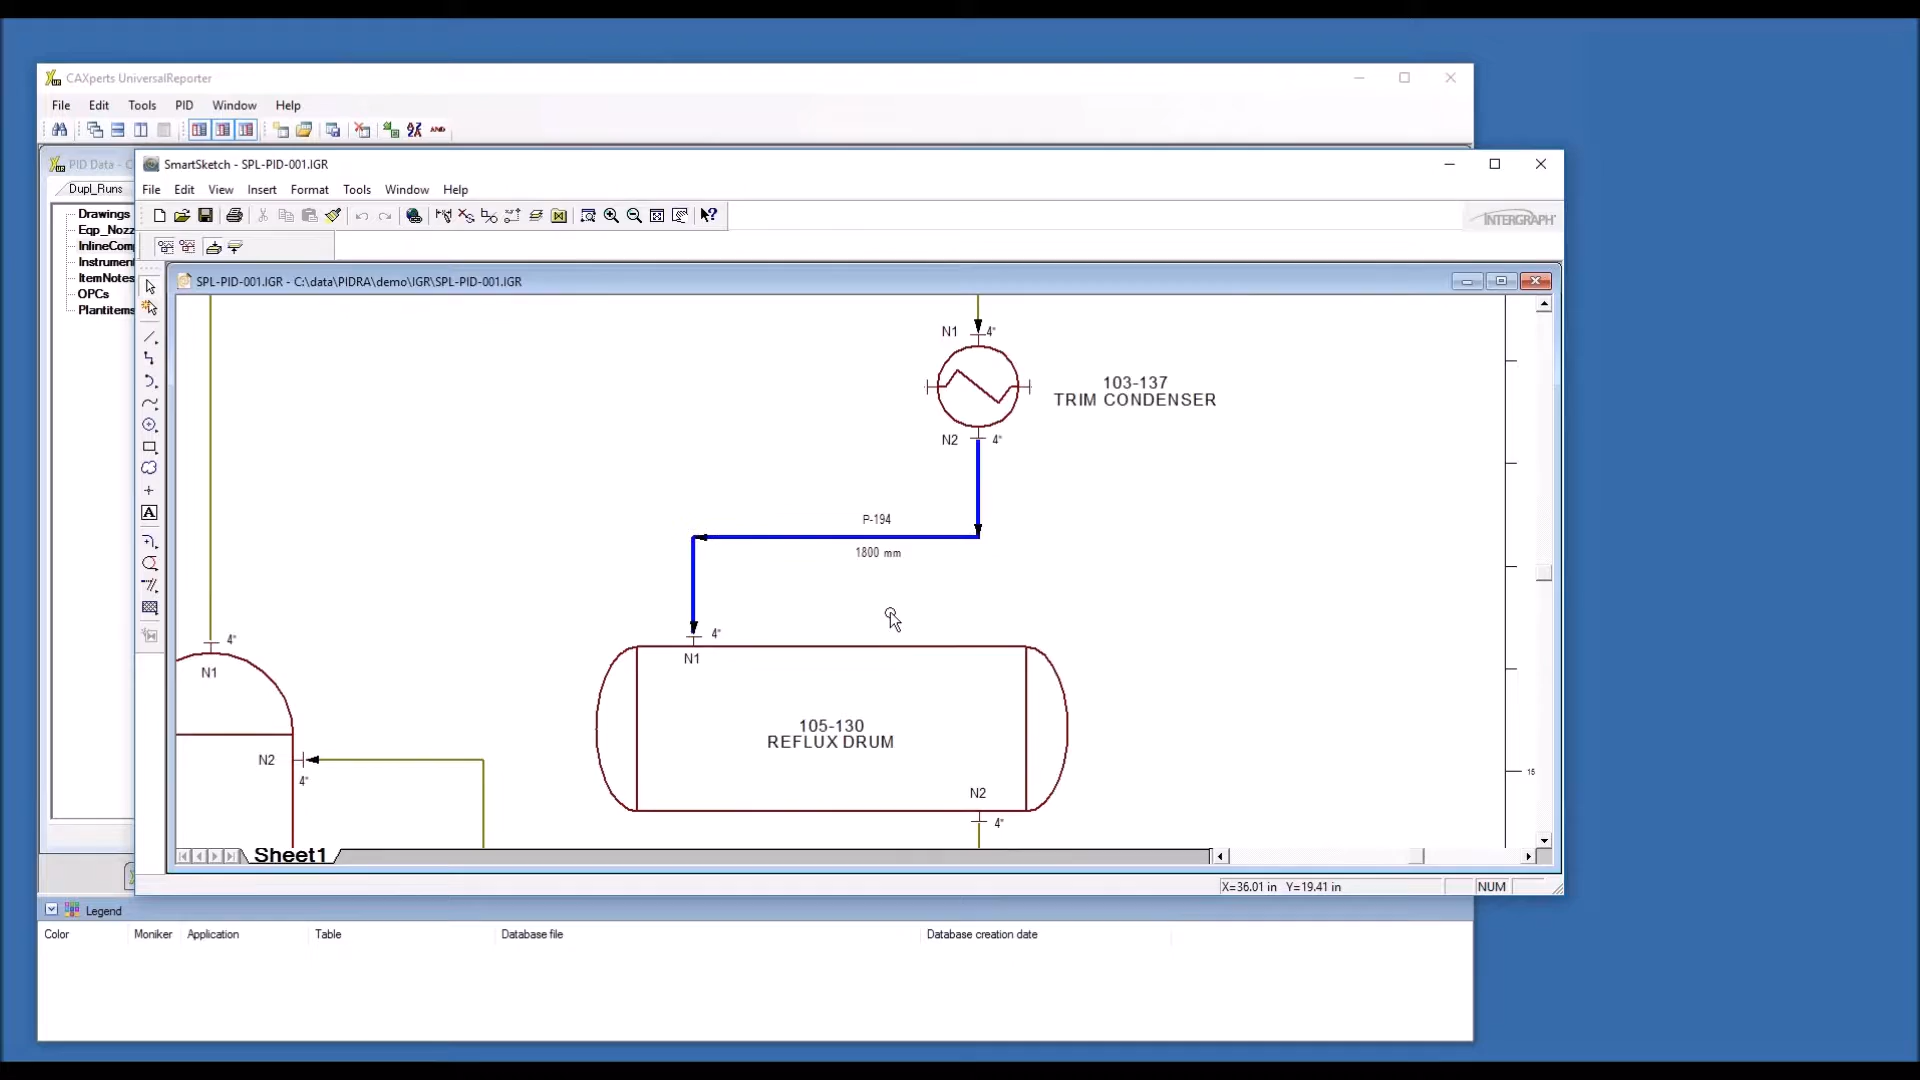 CAXperts UniversalReporter
File Edit Tools PID Window Help
PID Data - C
SmartSketch - SPL-PID-001.IGR
Dupl_Runs
File Edit View Insert Format Tools Window Help
Drawings
Eqp_Nozz
InlineComp
Instrumen
ItemNotes
OPCs
Plantitems
INTERGRAPH
SPL-PID-001.IGR - C:\data\PIDRA\demo\IGR\SPL-PID-001.IGR
N1 4"
103-137
TRIM CONDENSER
N2 4"
P-194
1800 mm
4"
N1
4"
N1
105-130
REFLUX DRUM
N2
4"
N2
4"
15
A
Sheet1
X=36.01 in Y=19.41 in NUM
Legend
Color Moniker Application Table Database file Database creation date